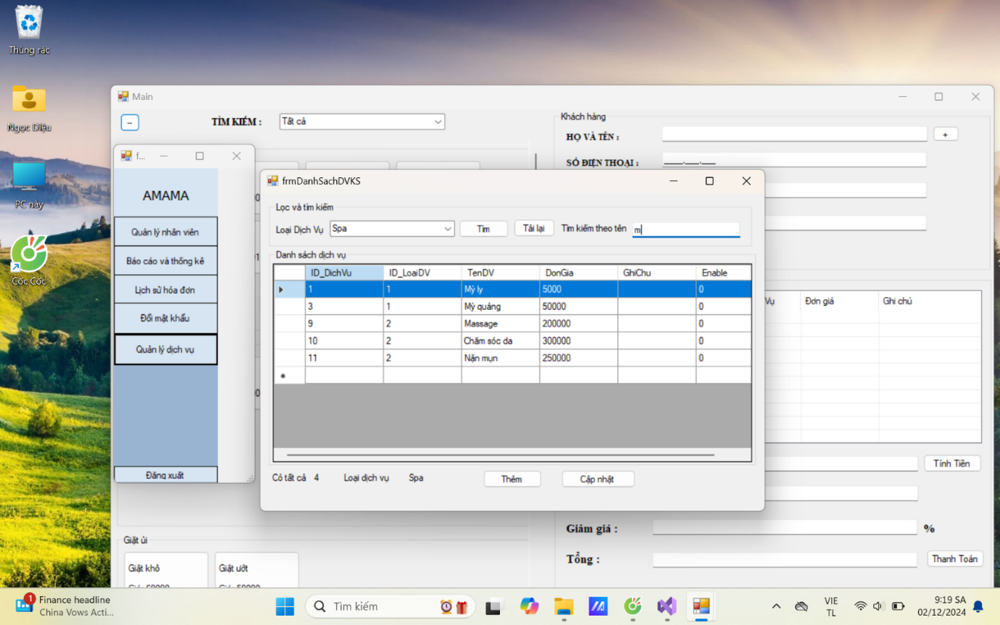 Thùng rác
Ngọc Diệu
PC này
Cốc Cốc
Main
TÌM KIẾM :
Tất cả
Khách hàng
HỌ VÀ TÊN :
+
SỐ ĐIỆN THOẠI :
f...
AMAMA
Quản lý nhân viên
Báo cáo và thống kê
Lịch sử hóa đơn
Đổi mật khẩu
Quản lý dịch vụ
Đăng xuất
frmDanhSachDVKS
Lọc và tìm kiếm
Loại Dịch Vụ Spa Tìm Tải lại Tìm kiếm theo tên m
Danh sách dịch vụ
ID_DichVu ID_LoaiDV TenDV DonGia GhiChu Enable
1 1 Mỳ ly 5000 0
3 1 Mỳ quảng 50000 0
9 2 Massage 200000 0
10 2 Chăm sóc da 300000 0
11 2 Nặn mụn 250000 0
Có tất cả 4 Loại dịch vụ Spa Thêm Cập nhật
Vụ Đơn giá Ghi chú
Tính Tiền
Giảm giá : %
Tổng : Thanh Toán
Giặt ủi
Giặt khô Giặt ướt
1 Finance headline
China Vows Acti...
Tìm kiếm
VIE
TL
9:19 SA
02/12/2024